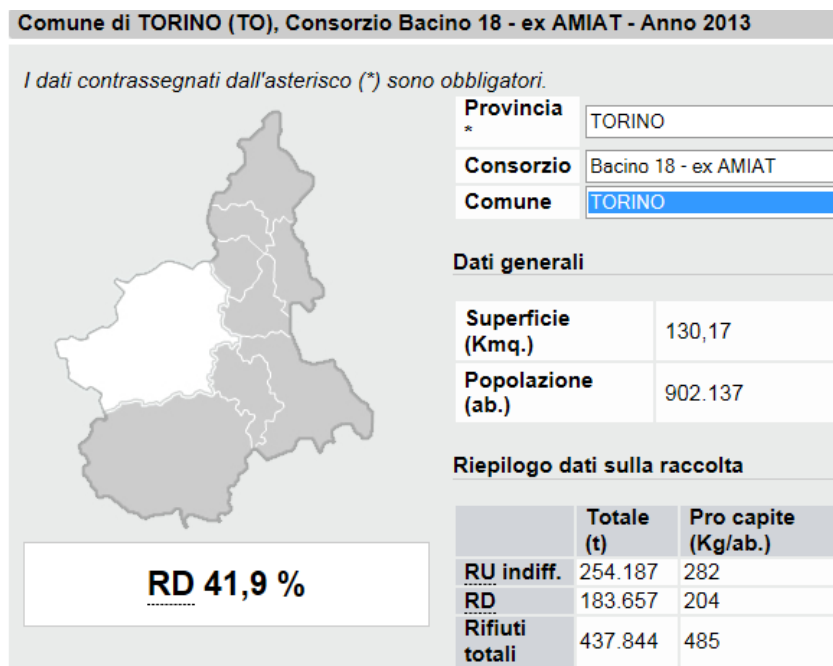 Comune di TORINO (TO), Consorzio Bacino 18 - ex AMIAT - Anno 2013
I dati contrassegnati dall'asterisco (*) sono obbligatori.
Provincia
*
TORINO
Consorzio Bacino 18 - ex AMIAT
Comune TORINO
Dati generali
Superficie
(Kmq.)
130,17
Popolazione
(ab.)
902.137
Riepilogo dati sulla raccolta
Totale
(t)
Pro capite
(Kg/ab.)
RU indiff. 254.187 282
RD 183.657 204
Rifiuti
totali
437.844 485
RD 41,9 %